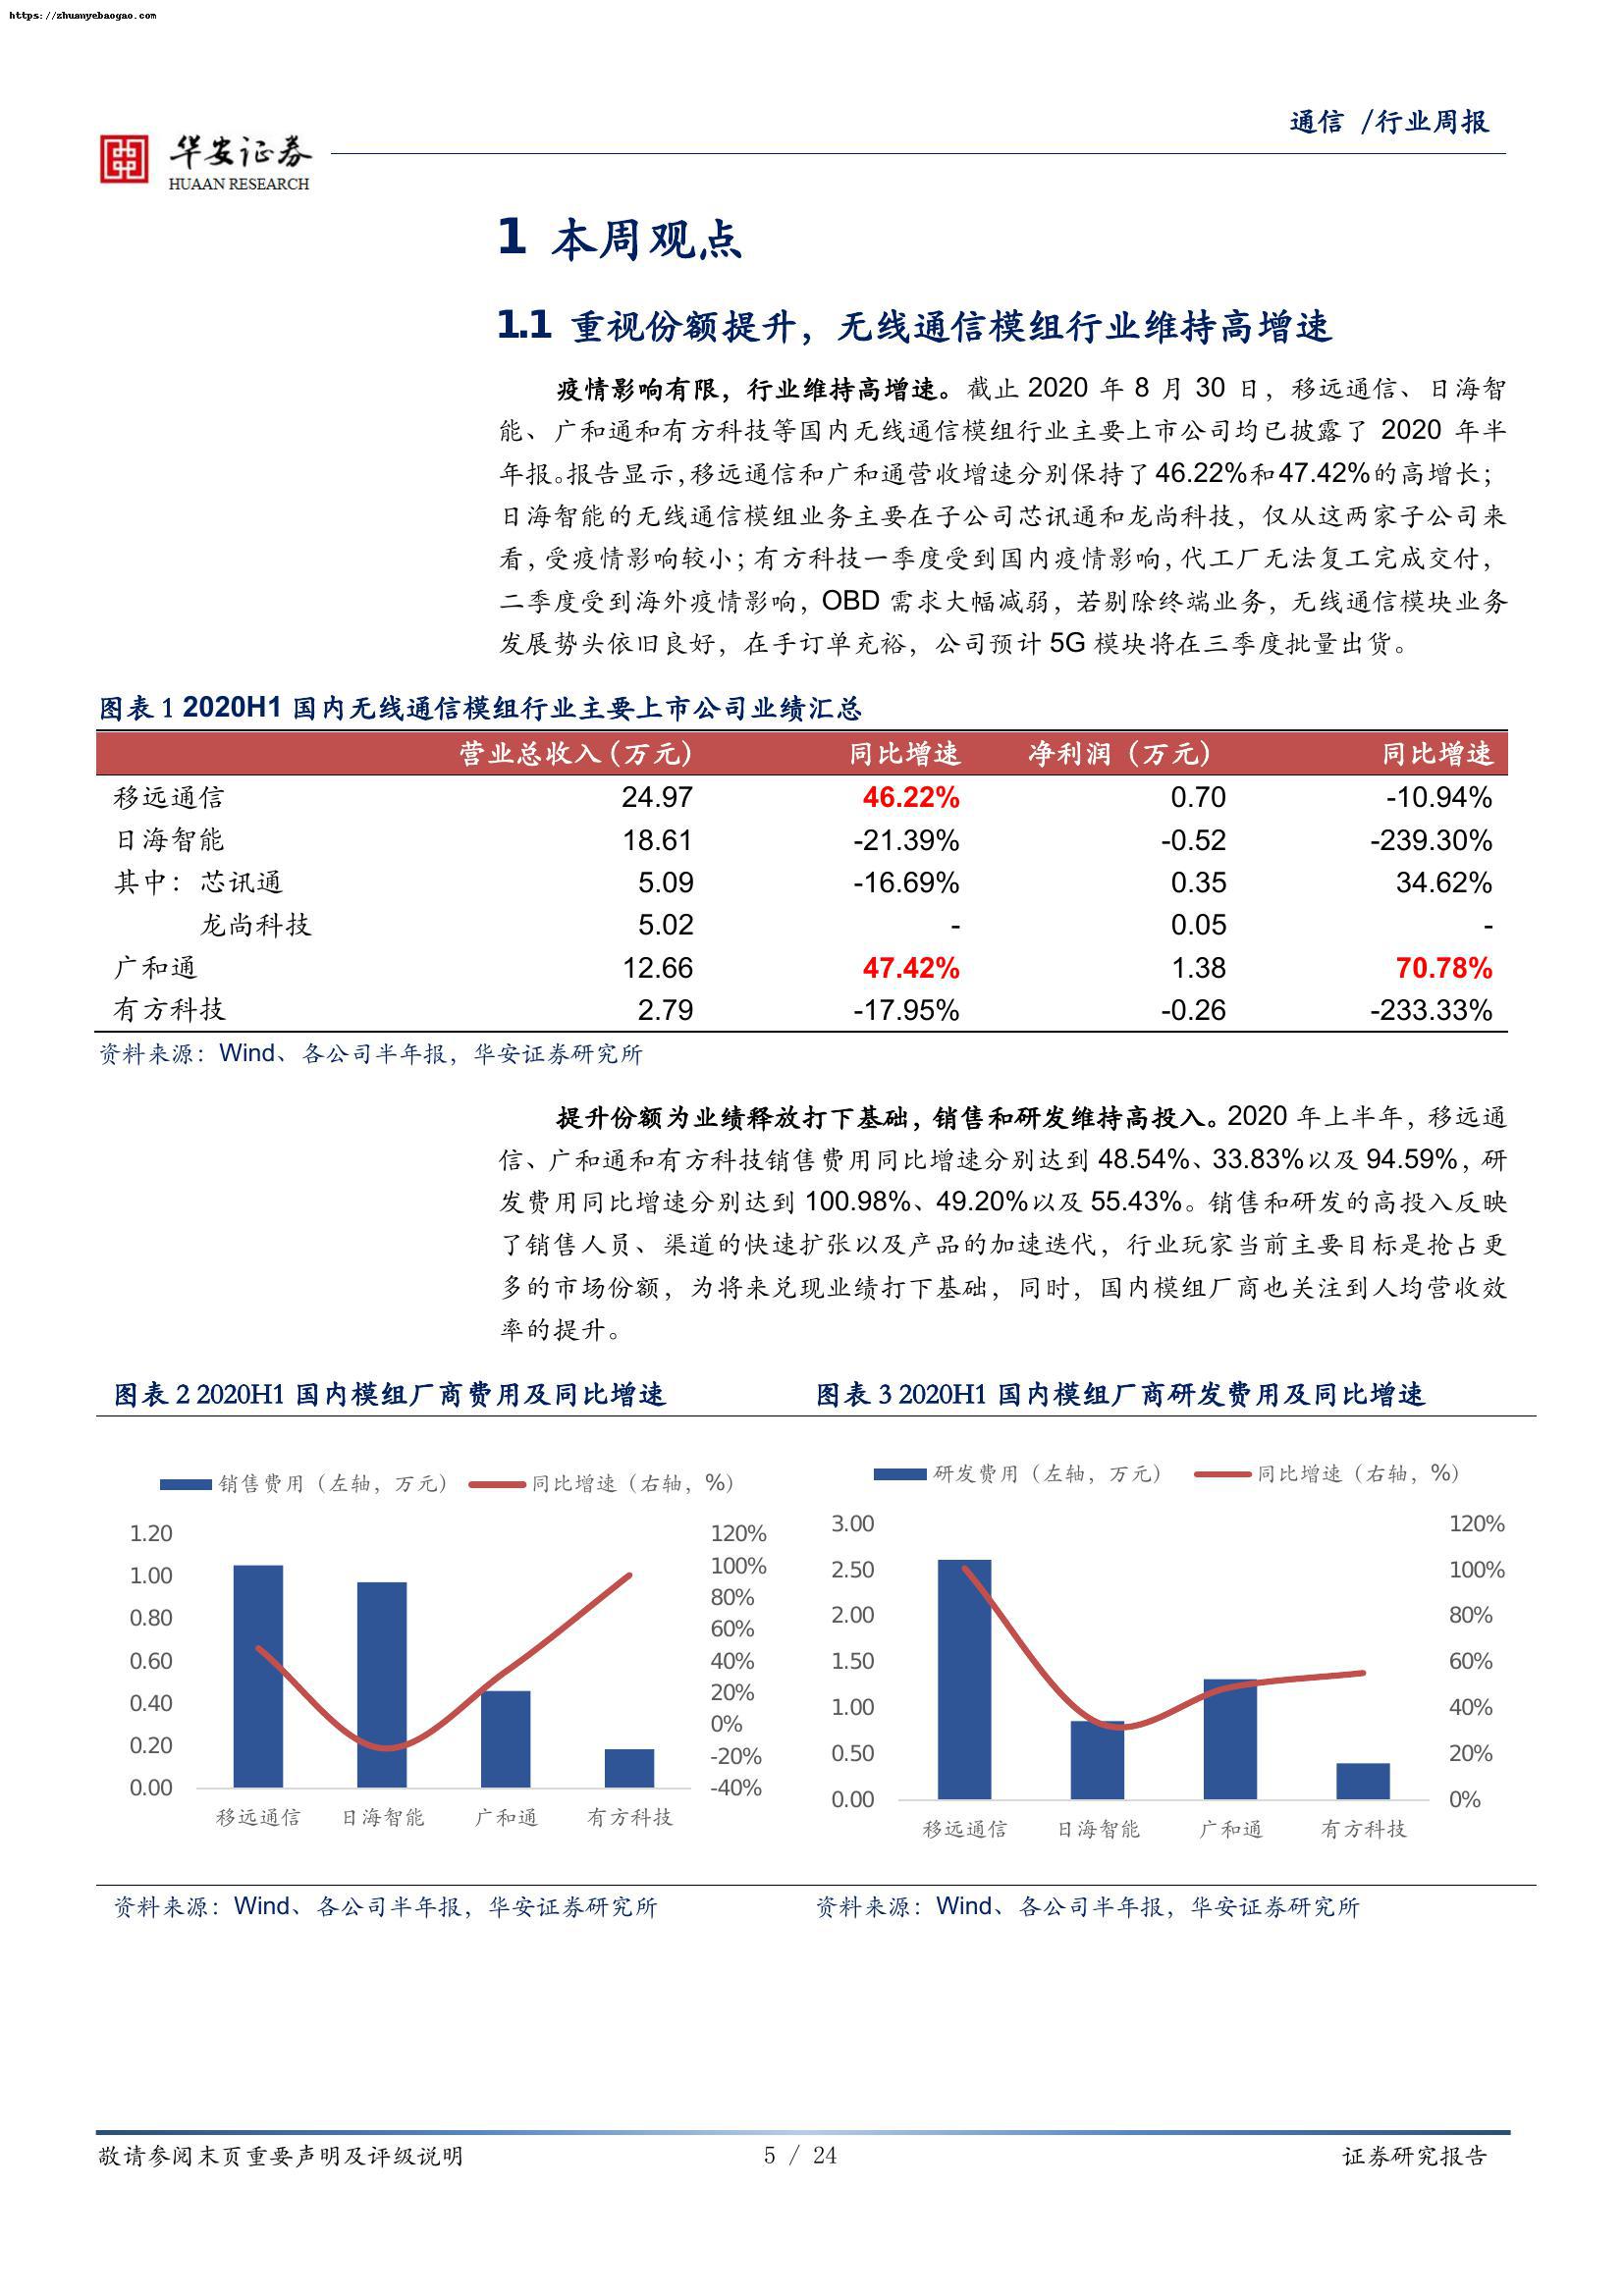 https://zhuanyebaogao.com
通信 /行业周报
华安证券
HUAAN RESEARCH
1 本周观点
1.1 重视份额提升，无线通信模组行业维持高增速
疫情影响有限，行业维持高增速。截止 2020 年 8 月 30 日，移远通信、日海智
能、广和通和有方科技等国内无线通信模组行业主要上市公司均已披露了 2020 年半
年报。报告显示，移远通信和广和通营收增速分别保持了 46.22%和 47.42%的高增长；
日海智能的无线通信模组业务主要在子公司芯讯通和龙尚科技，仅从这两家子公司来
看，受疫情影响较小；有方科技一季度受到国内疫情影响，代工厂无法复工完成交付，
二季度受到海外疫情影响，OBD 需求大幅减弱，若剔除终端业务，无线通信模块业务
发展势头依旧良好，在手订单充裕，公司预计 5G 模块将在三季度批量出货。
图表 1 2020H1 国内无线通信模组行业主要上市公司业绩汇总
营业总收入（万元） 同比增速 净利润（万元） 同比增速
移远通信 24.97 46.22% 0.70 -10.94%
日海智能 18.61 -21.39% -0.52 -239.30%
其中：芯讯通 5.09 -16.69% 0.35 34.62%
龙尚科技 5.02 - 0.05 -
广和通 12.66 47.42% 1.38 70.78%
有方科技 2.79 -17.95% -0.26 -233.33%
资料来源：Wind、各公司半年报，华安证券研究所
提升份额为业绩释放打下基础，销售和研发维持高投入。2020 年上半年，移远通
信、广和通和有方科技销售费用同比增速分别达到 48.54%、33.83%以及 94.59%，研
发费用同比增速分别达到 100.98%、49.20%以及 55.43%。销售和研发的高投入反映
了销售人员、渠道的快速扩张以及产品的加速迭代，行业玩家当前主要目标是抢占更
多的市场份额，为将来兑现业绩打下基础，同时，国内模组厂商也关注到人均营收效
率的提升。
图表 2 2020H1 国内模组厂商费用及同比增速
销售费用（左轴，万元） 同比增速（右轴，%）
1.20 120%
1.00 100%
0.80 80%
0.60 60%
0.40 40%
0.20 20%
0.00 0%
-20%
-40%
移远通信 日海智能 广和通 有方科技
资料来源：Wind、各公司半年报，华安证券研究所
图表 3 2020H1 国内模组厂商研发费用及同比增速
研发费用（左轴，万元） 同比增速（右轴，%）
3.00 120%
2.50 100%
2.00 80%
1.50 60%
1.00 40%
0.50 20%
0.00 0%
移远通信 日海智能 广和通 有方科技
资料来源：Wind、各公司半年报，华安证券研究所
敬请参阅末页重要声明及评级说明 5 / 24 证券研究报告